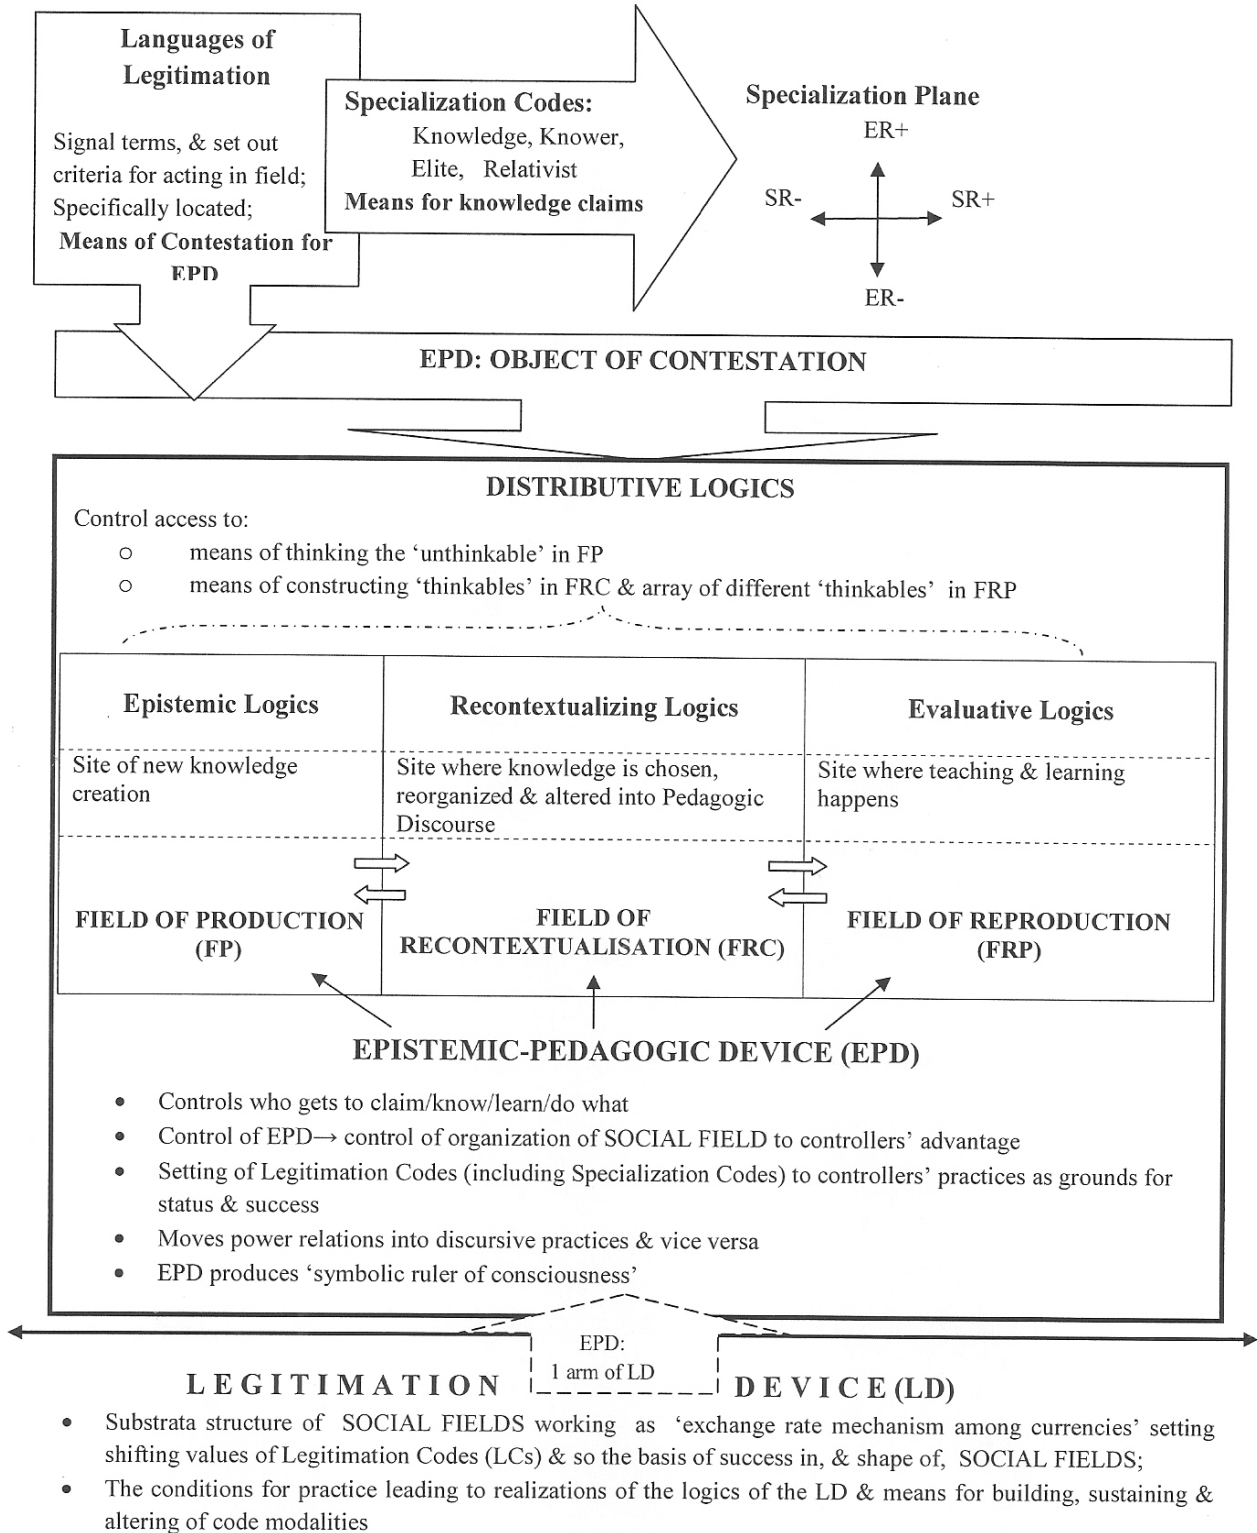 Languages of
Legitimation
Signal terms, & set out
criteria for acting in field;
Specifically located;
Means of Contestation for
EPD
Specialization Codes:
Knowledge, Knower,
Elite, Relativist
Means for knowledge claims
Specialization Plane
ER+
SR-
SR+
ER-
EPD: OBJECT OF CONTESTATION
DISTRIBUTIVE LOGICS
Control access to:
○ means of thinking the ‘unthinkable’ in FP
○ means of constructing ‘thinkables’ in FRC & array of different ‘thinkables’ in FRP
Epistemic Logics
Site of new knowledge
creation
FIELD OF PRODUCTION
(FP)
Recontextualizing Logics
Site where knowledge is chosen,
reorganized & altered into Pedagogic
Discourse
FIELD OF
RECONTEXTUALISATION (FRC)
Evaluative Logics
Site where teaching & learning
happens
FIELD OF REPRODUCTION
(FRP)
EPISTEMIC-PEDAGOGIC DEVICE (EPD)
• Controls who gets to claim/know/learn/do what
• Control of EPD→ control of organization of SOCIAL FIELD to controllers’ advantage
• Setting of Legitimation Codes (including Specialization Codes) to controllers’ practices as grounds for
status & success
• Moves power relations into discursive practices & vice versa
• EPD produces ‘symbolic ruler of consciousness’
EPD:
1 arm of LD
LEGITIMATION DEVICE (LD)
• Substrata structure of SOCIAL FIELDS working as ‘exchange rate mechanism among currencies’ setting
shifting values of Legitimation Codes (LCs) & so the basis of success in, & shape of, SOCIAL FIELDS;
• The conditions for practice leading to realizations of the logics of the LD & means for building, sustaining &
altering of code modalities